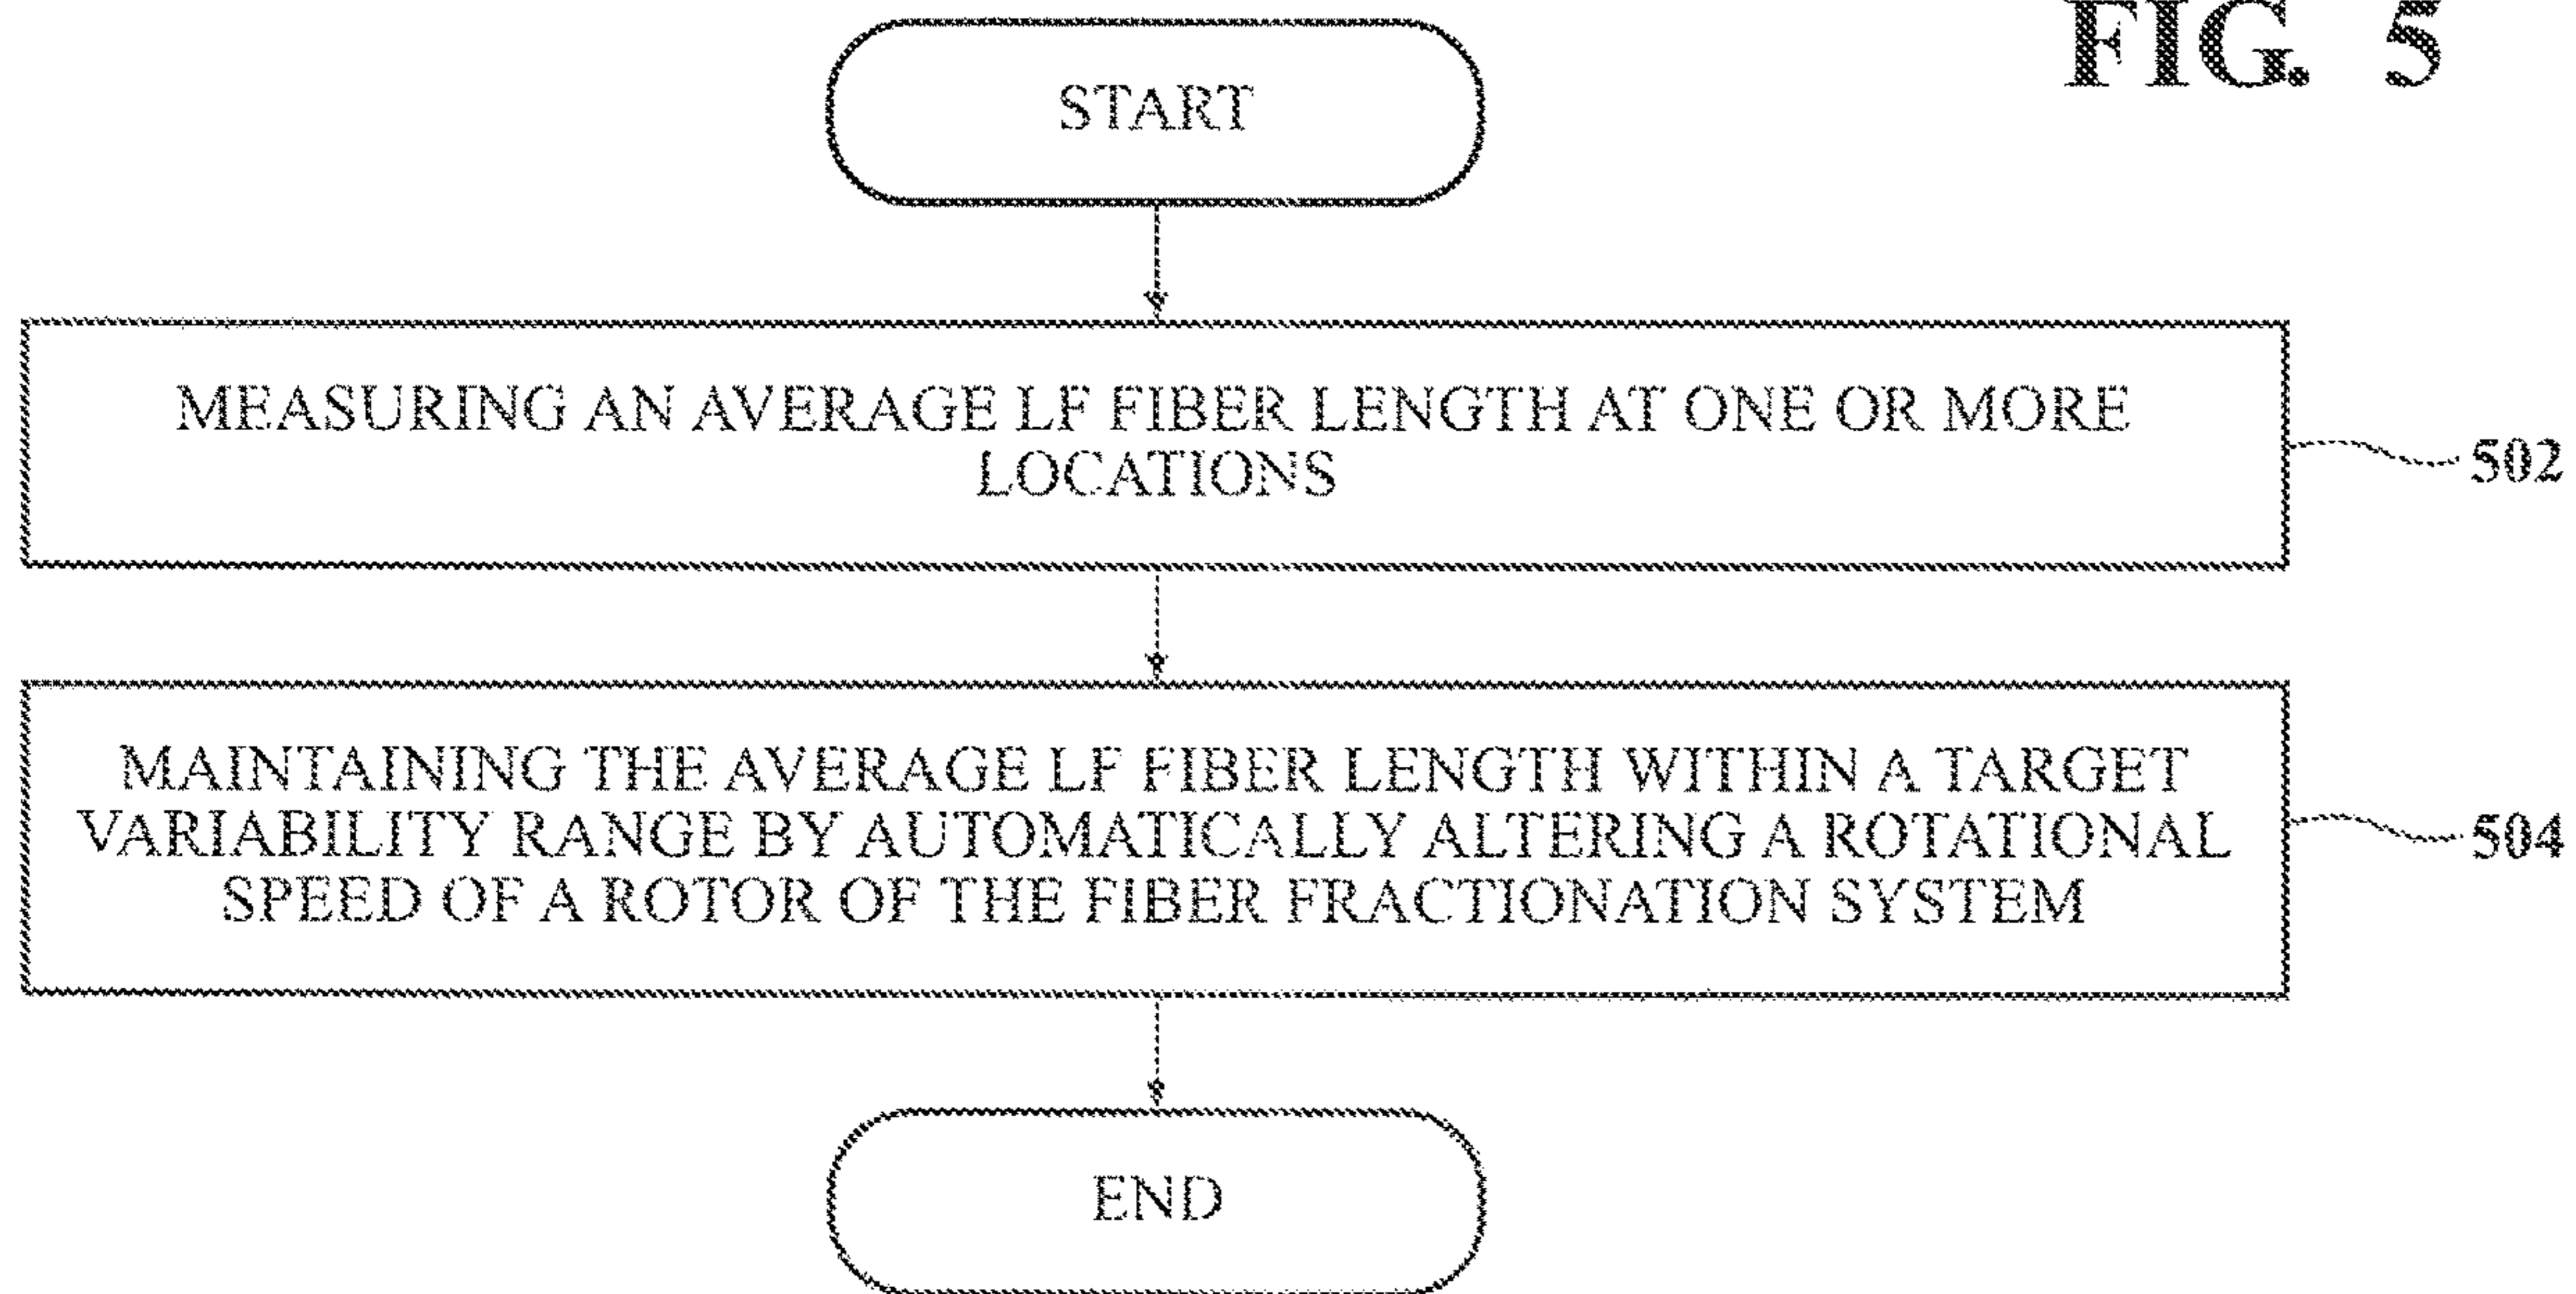 FIG. 5
START
MEASURING AN AVERAGE LF FIBER LENGTH AT ONE OR MORE
LOCATIONS
502
MAINTAINING THE AVERAGE LF FIBER LENGTH WITHIN A TARGET
VARIABILITY RANGE BY AUTOMATICALLY ALTERING A ROTATIONAL
SPEED OF A ROTOR OF THE FIBER FRACTIONATION SYSTEM
504
END